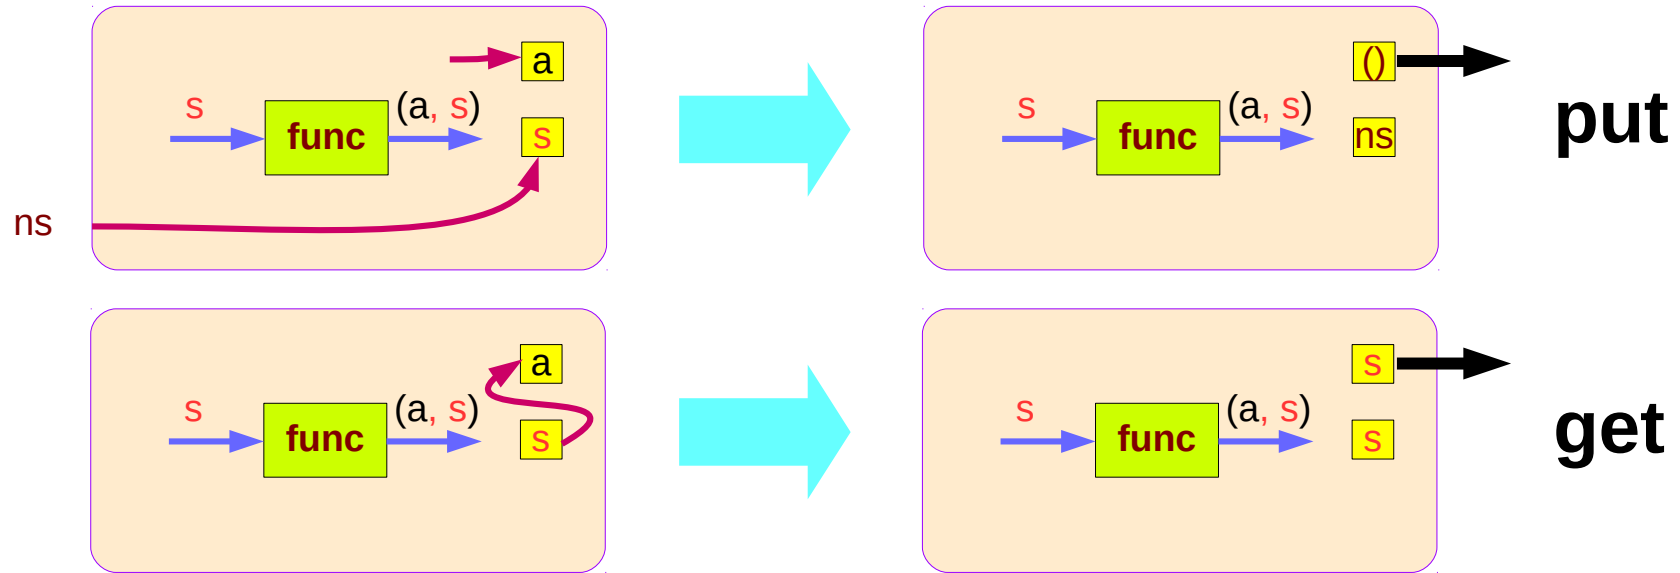 a
()
s
(a, s)
s
(a, s)
put
func
s
func
ns
ns
a
s
s
(a, s)
s
(a, s)
get
func
s
func
s